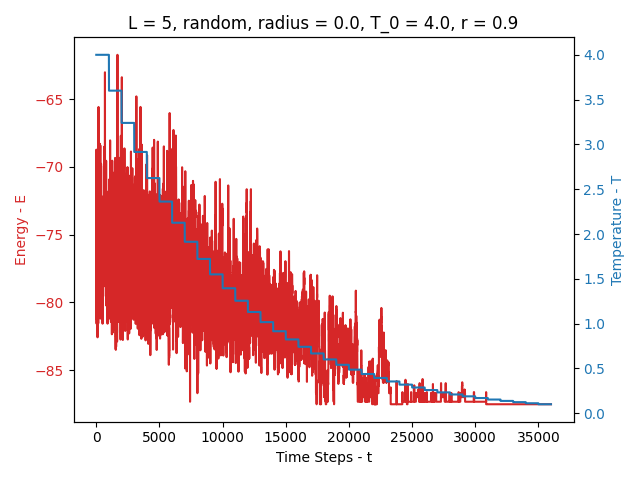 L = 5, random, radius = 0.0, T_0 = 4.0, r = 0.9
Energy - E
−65
−70
−75
−80
−85
Temperature - T
4.0
3.5
3.0
2.5
2.0
1.5
1.0
0.5
0.0
0 5000 10000 15000 20000 25000 30000 35000
Time Steps - t